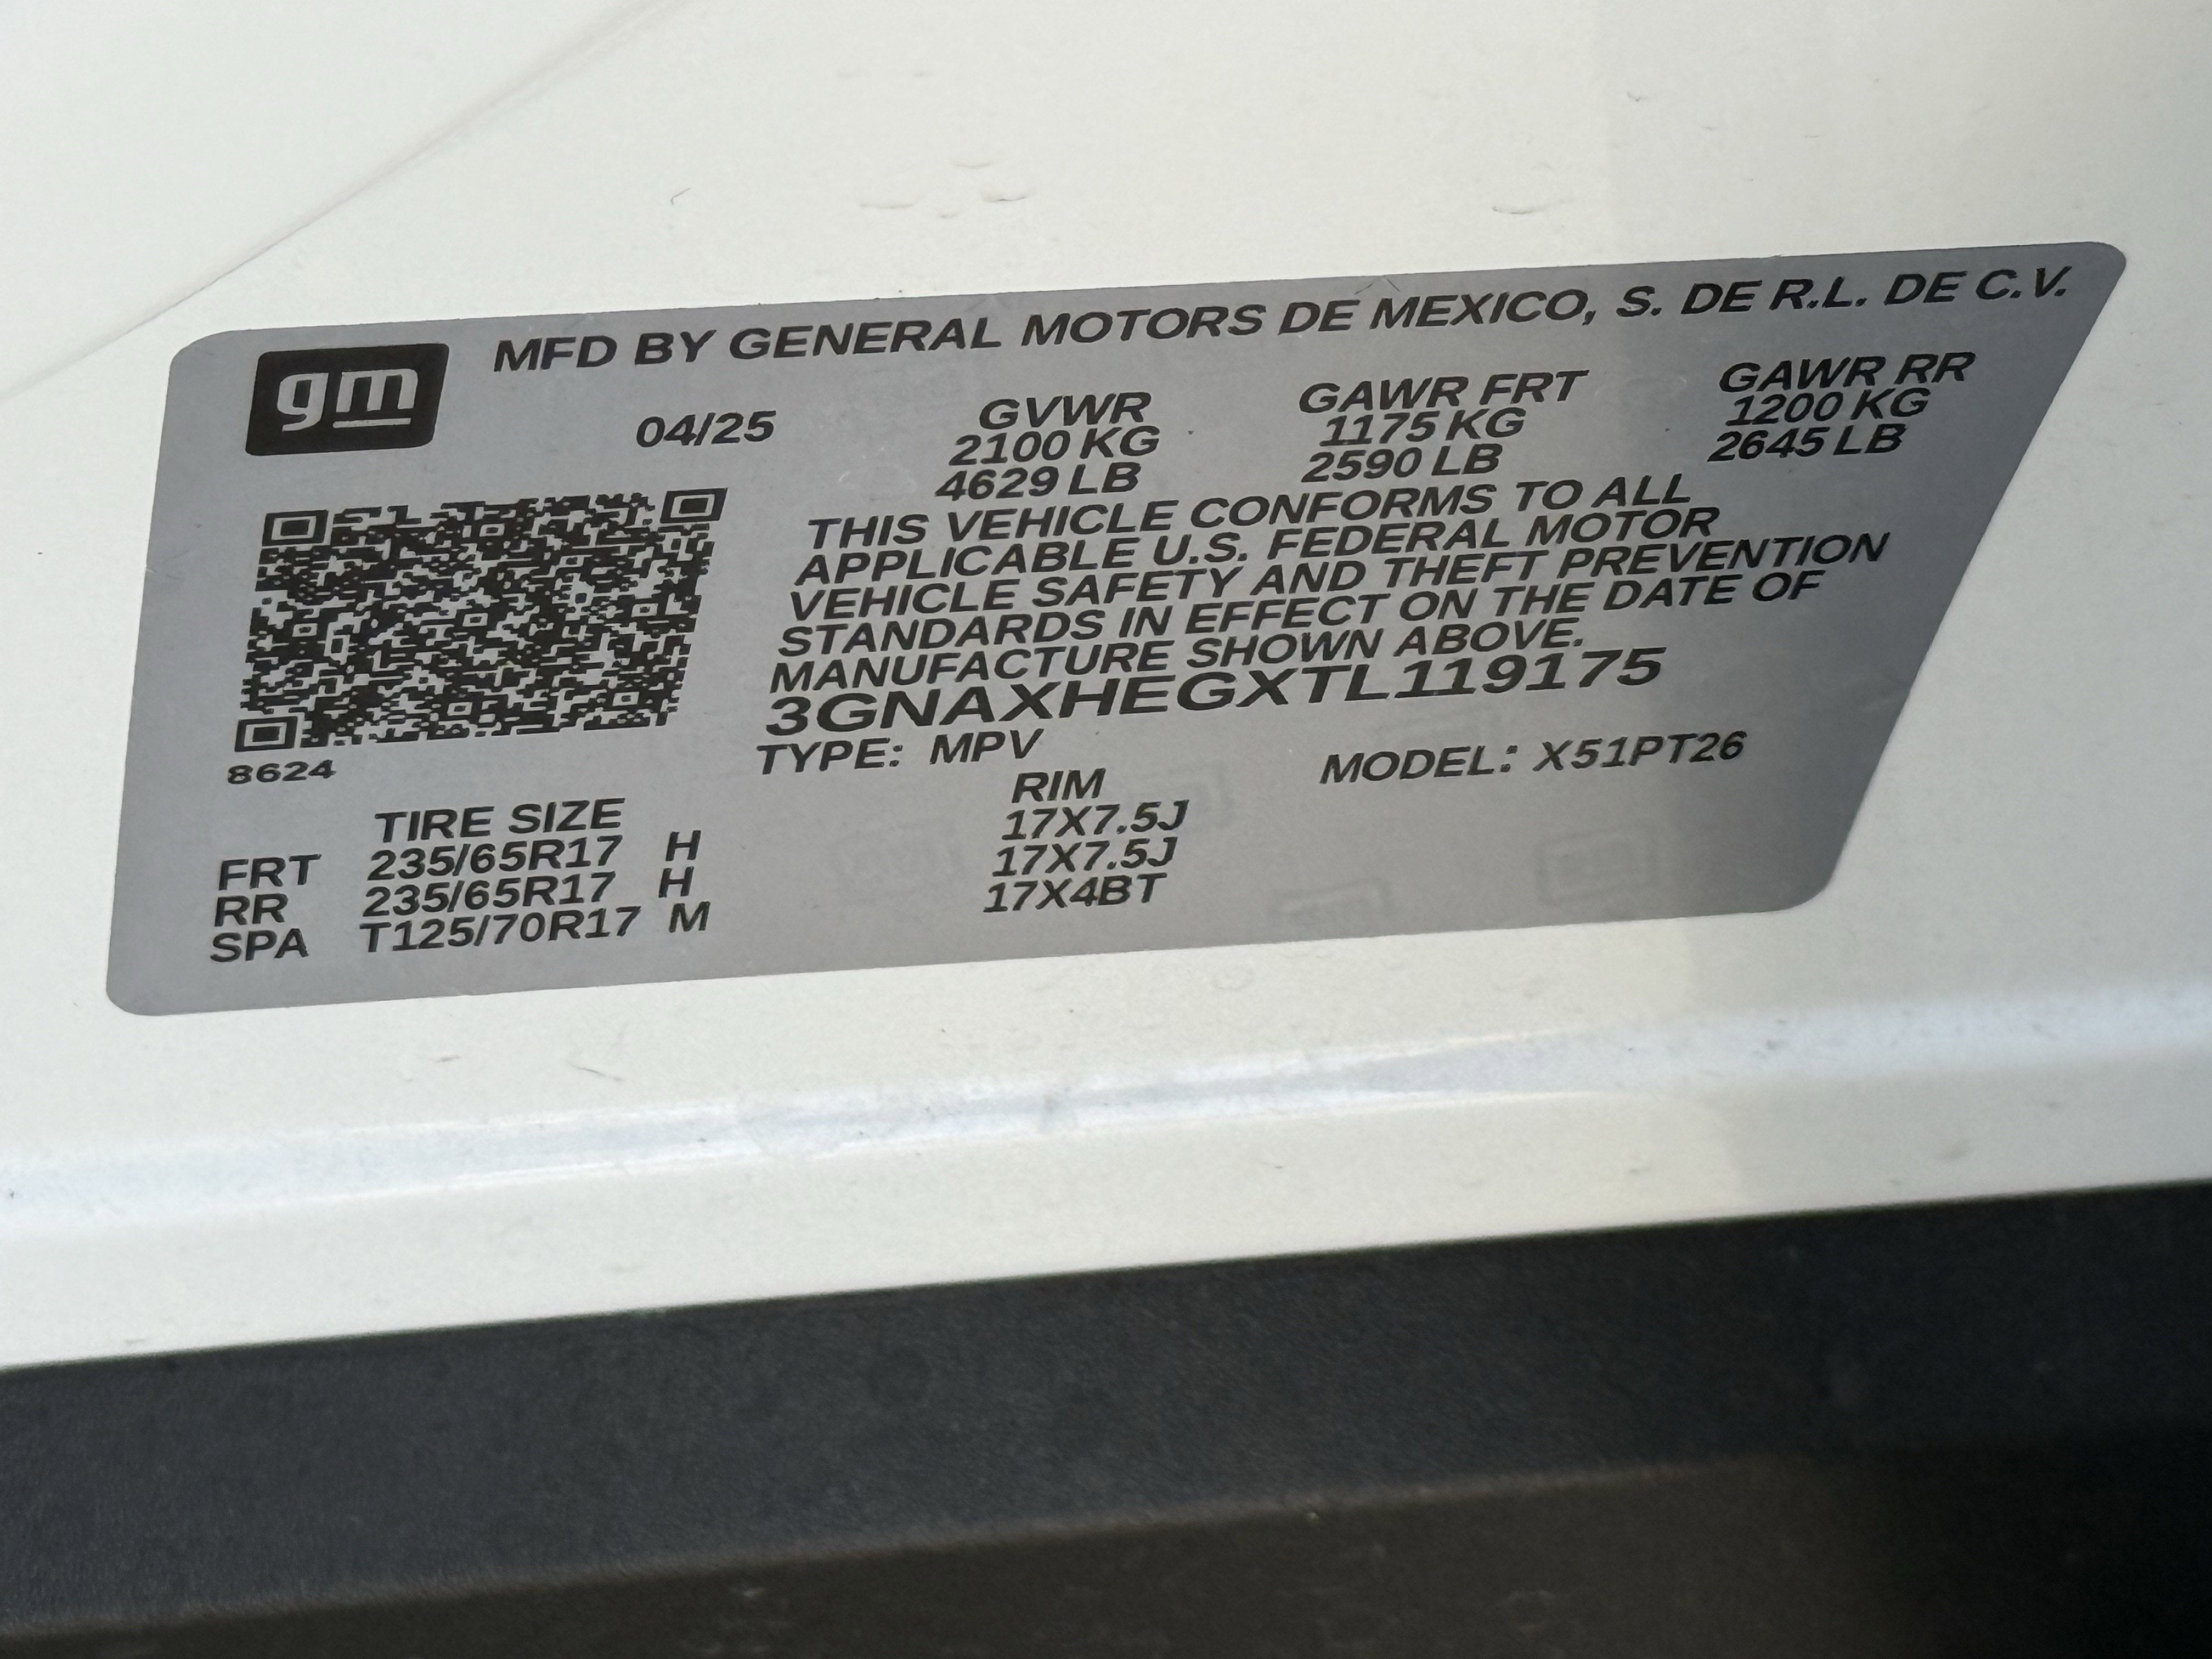 gm
MFD BY GENERAL MOTORS DE MEXICO, S. DE R.L. DE C.V.
04/25 GVWR GAWR FRT GAWR RR
2100 KG 1175 KG 1200 KG
4629 LB 2590 LB 2645 LB
THIS VEHICLE CONFORMS TO ALL
APPLICABLE U.S. FEDERAL MOTOR
VEHICLE SAFETY AND THEFT PREVENTION
STANDARDS IN EFFECT ON THE DATE OF
MANUFACTURE SHOWN ABOVE.
3GNAXHEGXTL119175
8624
TYPE: MPV MODEL: X51PT26
TIRE SIZE RIM
FRT 235/65R17 H 17X7.5J
RR 235/65R17 H 17X7.5J
SPA T125/70R17 M 17X4BT